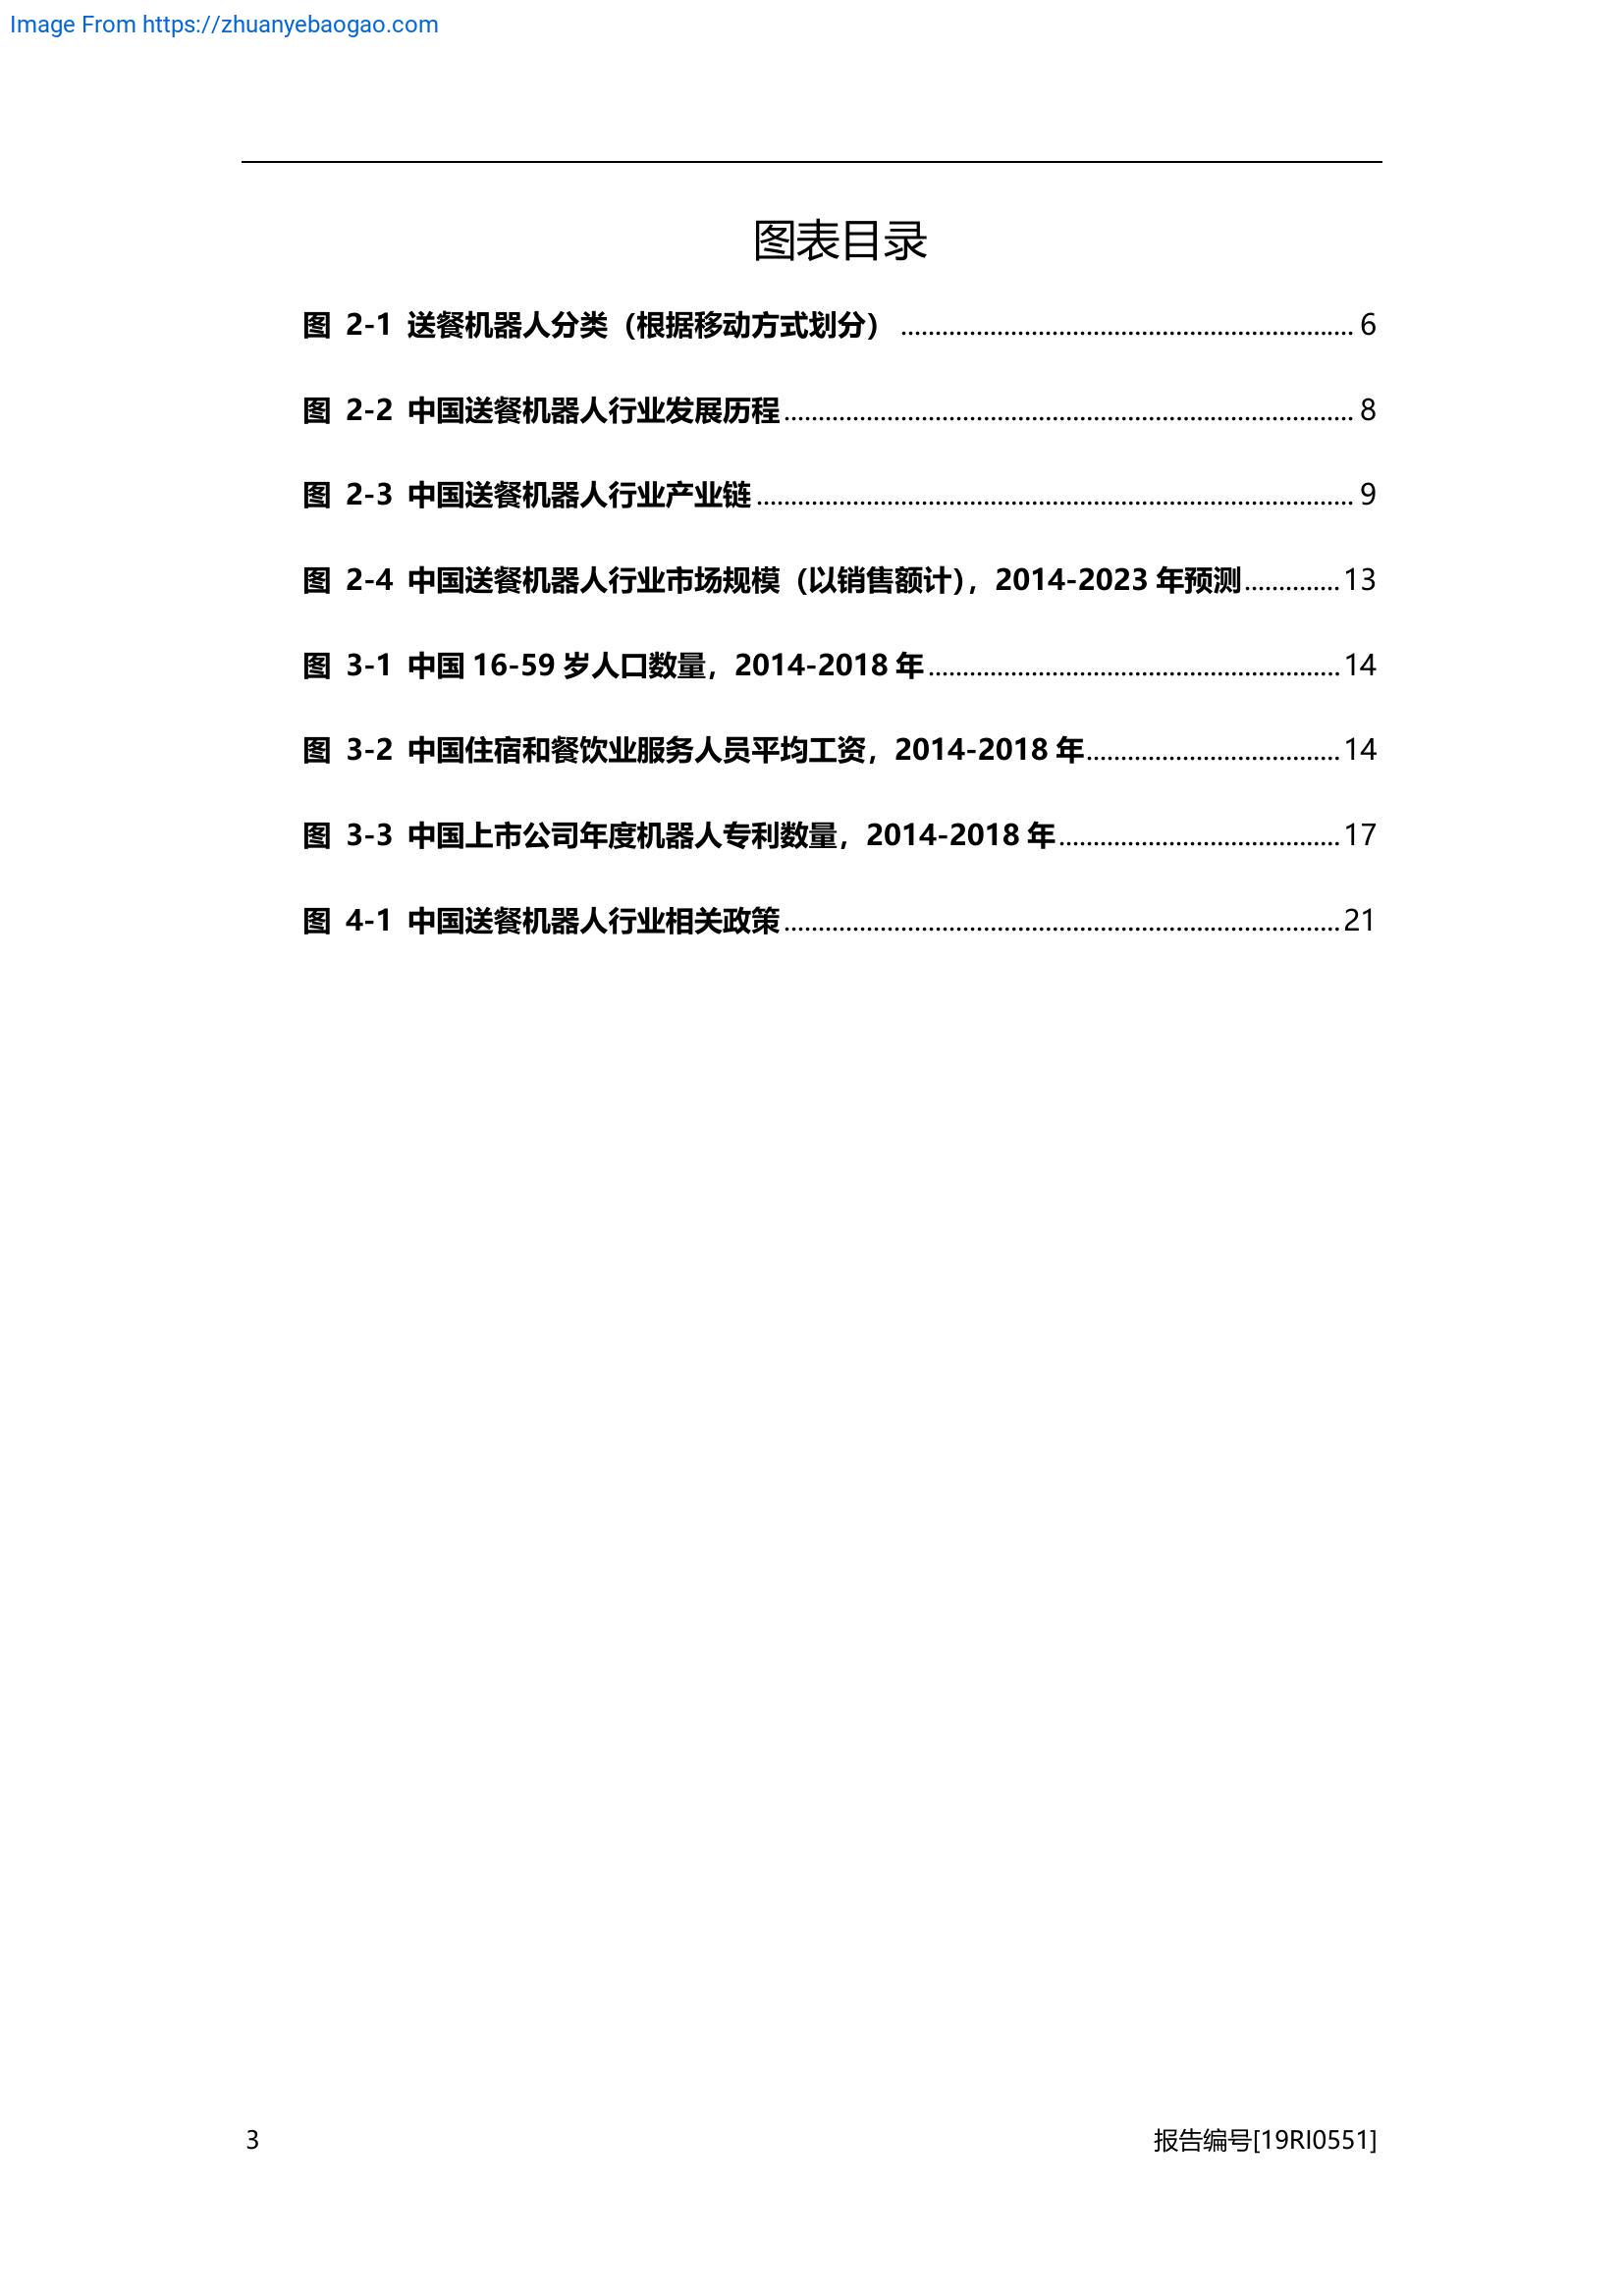 Image From https://zhuanyebaogao.com
图表目录
图 2-1 送餐机器人分类（根据移动方式划分） ................................................................ 6
图 2-2 中国送餐机器人行业发展历程................................................................................ 8
图 2-3 中国送餐机器人行业产业链.................................................................................... 9
图 2-4 中国送餐机器人行业市场规模（以销售额计），2014-2023 年预测..............13
图 3-1 中国 16-59 岁人口数量，2014-2018 年............................................................14
图 3-2 中国住宿和餐饮业服务人员平均工资，2014-2018 年.....................................14
图 3-3 中国上市公司年度机器人专利数量，2014-2018 年.........................................17
图 4-1 中国送餐机器人行业相关政策.................................................................................21
3
报告编号[19RI0551]